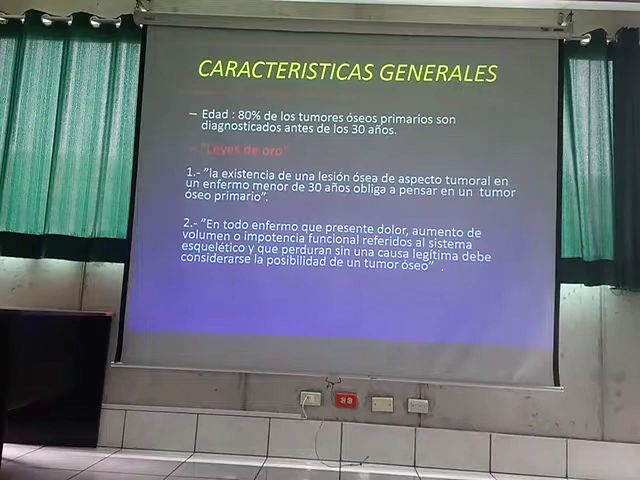 CARACTERISTICAS GENERALES
– Edad : 80% de los tumores óseos primarios son
diagnosticados antes de los 30 años.
– "Leyes de oro"
1.- "la existencia de una lesión ósea de aspecto tumoral en
un enfermo menor de 30 años obliga a pensar en un tumor
óseo primario".
2.- "En todo enfermo que presente dolor, aumento de
volumen o impotencia funcional referidos al sistema
esquelético y que perduran sin una causa legítima debe
considerarse la posibilidad de un tumor óseo" .